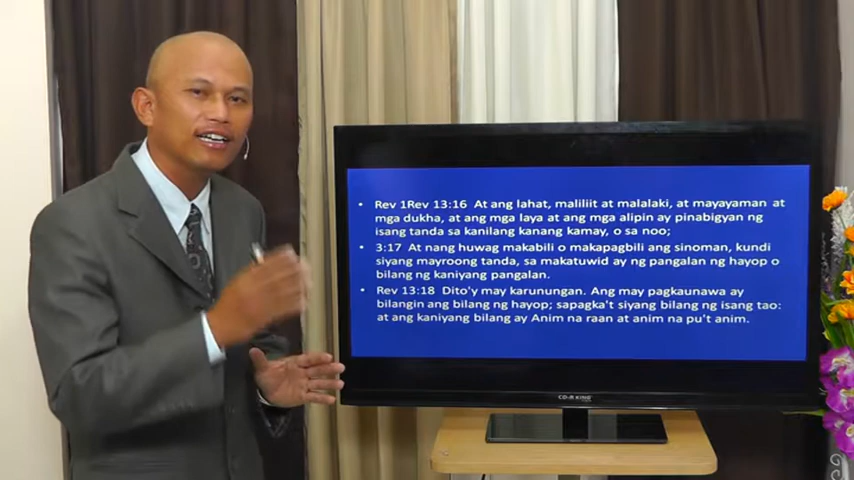 • Rev 1Rev 13:16 At ang lahat, maliliit at malalaki, at mayayaman at
mga dukha, at ang mga laya at ang mga alipin ay pinabigyan ng
isang tanda sa kanilang kanang kamay, o sa noo;
• 3:17 At nang huwag makabili o makapagbili ang sinoman, kundi
siyang mayroong tanda, sa makatuwid ay ng pangalan ng hayop o
bilang ng kaniyang pangalan.
• Rev 13:18 Dito'y may karunungan. Ang may pagkaunawa ay
bilangin ang bilang ng hayop; sapagka't siyang bilang ng isang tao:
at ang kaniyang bilang ay Anim na raan at anim na pu't anim.
CD-R KING